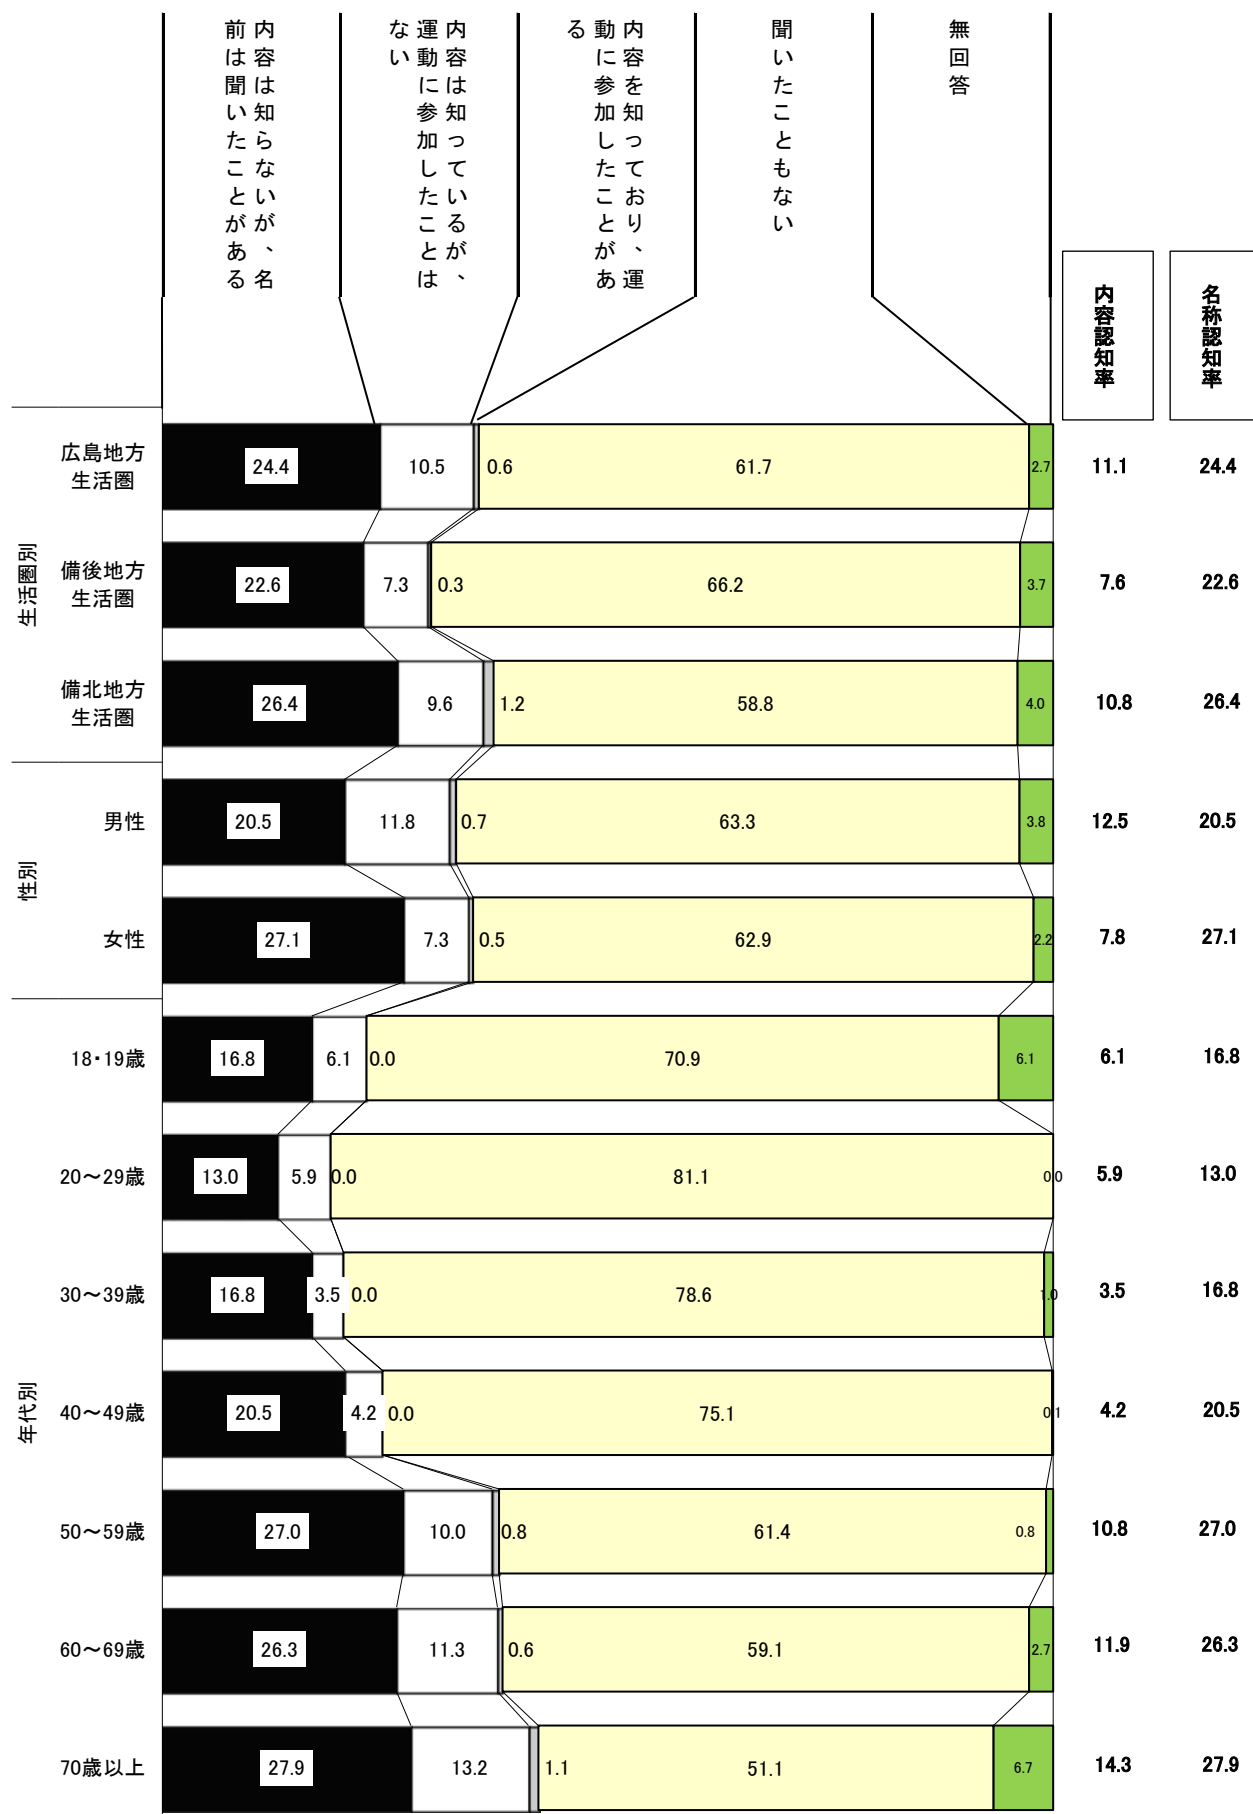 内容は知らないが、名
前は聞いたことがある
内容は知っているが、
運動に参加したことは
ない
内容を知っており、運
動に参加したことがあ
る
聞いたこともない
無回答
内容認知率
名称認知率
生活圏別
広島地方
生活圏
24.4
10.5
0.6
61.7
2.7
11.1
24.4
備後地方
生活圏
22.6
7.3
0.3
66.2
3.7
7.6
22.6
備北地方
生活圏
26.4
9.6
1.2
58.8
4.0
10.8
26.4
性別
男性
20.5
11.8
0.7
63.3
3.8
12.5
20.5
女性
27.1
7.3
0.5
62.9
2.2
7.8
27.1
年代別
18・19歳
16.8
6.1
0.0
70.9
6.1
6.1
16.8
20～29歳
13.0
5.9
0.0
81.1
0.0
5.9
13.0
30～39歳
16.8
3.5
0.0
78.6
1.0
3.5
16.8
40～49歳
20.5
4.2
0.0
75.1
0.1
4.2
20.5
50～59歳
27.0
10.0
0.8
61.4
0.8
10.8
27.0
60～69歳
26.3
11.3
0.6
59.1
2.7
11.9
26.3
70歳以上
27.9
13.2
1.1
51.1
6.7
14.3
27.9